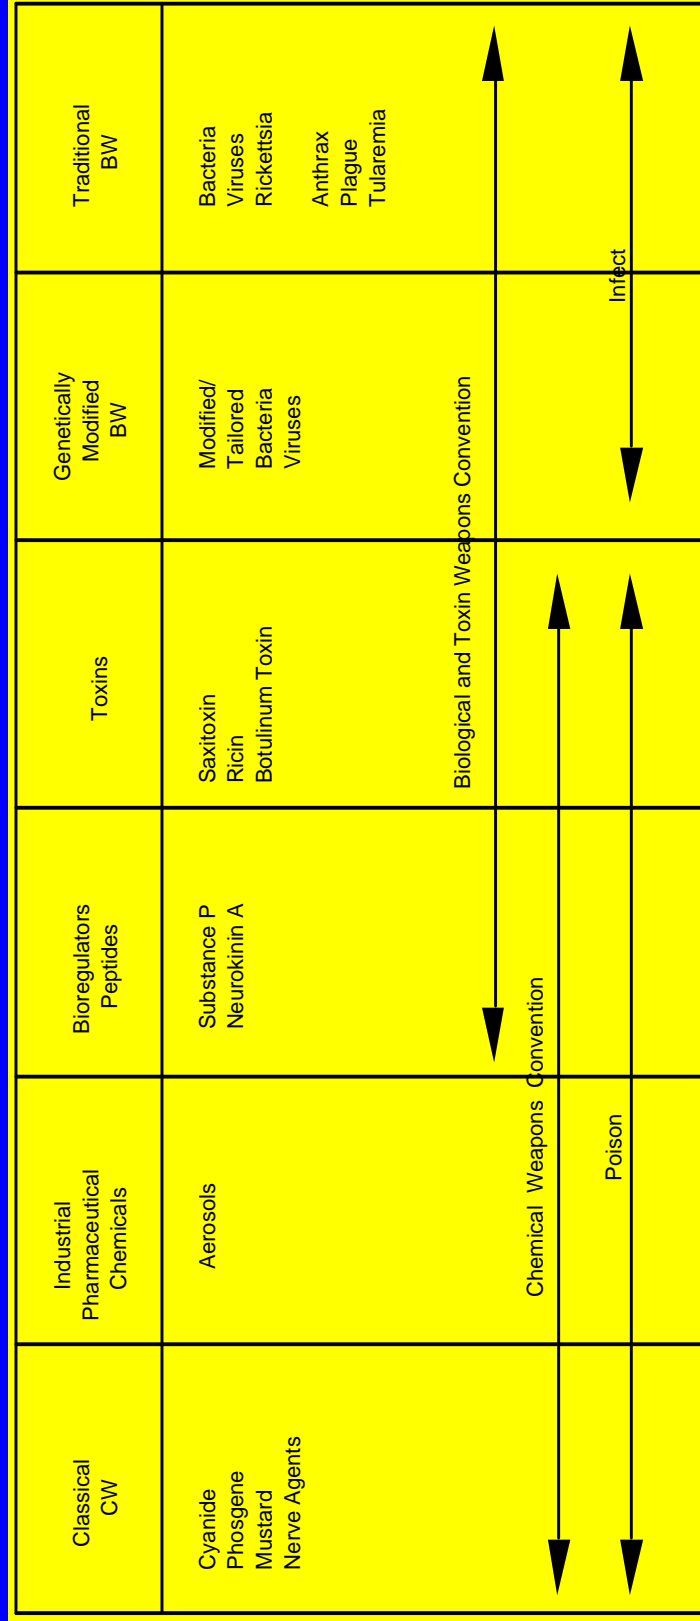 Classical
CW
Industrial
Pharmaceutical
Chemicals
Bioregulators
Peptides
Toxins
Genetically
Modified
BW
Traditional
BW
Cyanide
Phosgene
Mustard
Nerve Agents
Aerosols
Substance P
Neurokinin A
Saxitoxin
Ricin
Botulinum Toxin
Modified/
Tailored
Bacteria
Viruses
Bacteria
Viruses
Rickettsia
Anthrax
Plague
Tularemia
Biological and Toxin Weapons Convention
Chemical Weapons Convention
Poison
Infect